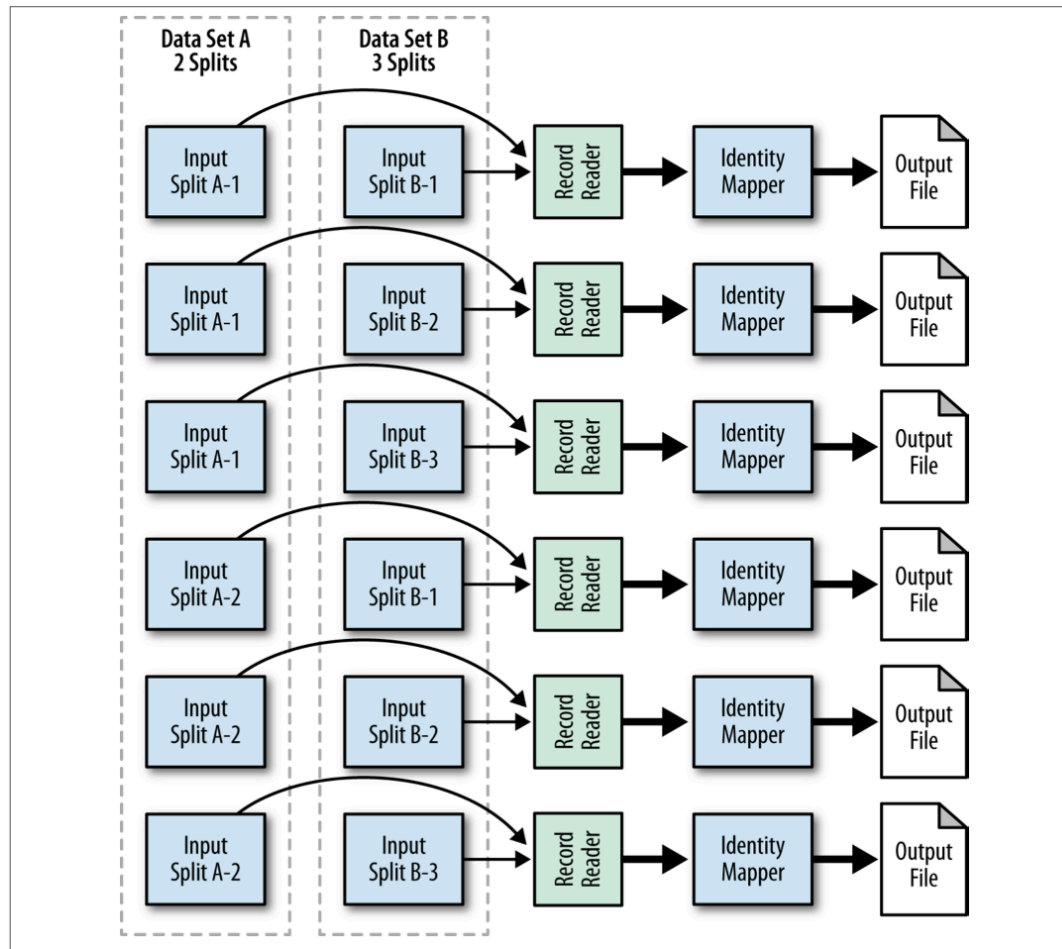 Data Set A
2 Splits
Data Set B
3 Splits
Input
Split A-1
Input
Split B-1
Record
Reader
Identity
Mapper
Output
File
Input
Split A-1
Input
Split B-2
Record
Reader
Identity
Mapper
Output
File
Input
Split A-1
Input
Split B-3
Record
Reader
Identity
Mapper
Output
File
Input
Split A-2
Input
Split B-1
Record
Reader
Identity
Mapper
Output
File
Input
Split A-2
Input
Split B-2
Record
Reader
Identity
Mapper
Output
File
Input
Split A-2
Input
Split B-3
Record
Reader
Identity
Mapper
Output
File